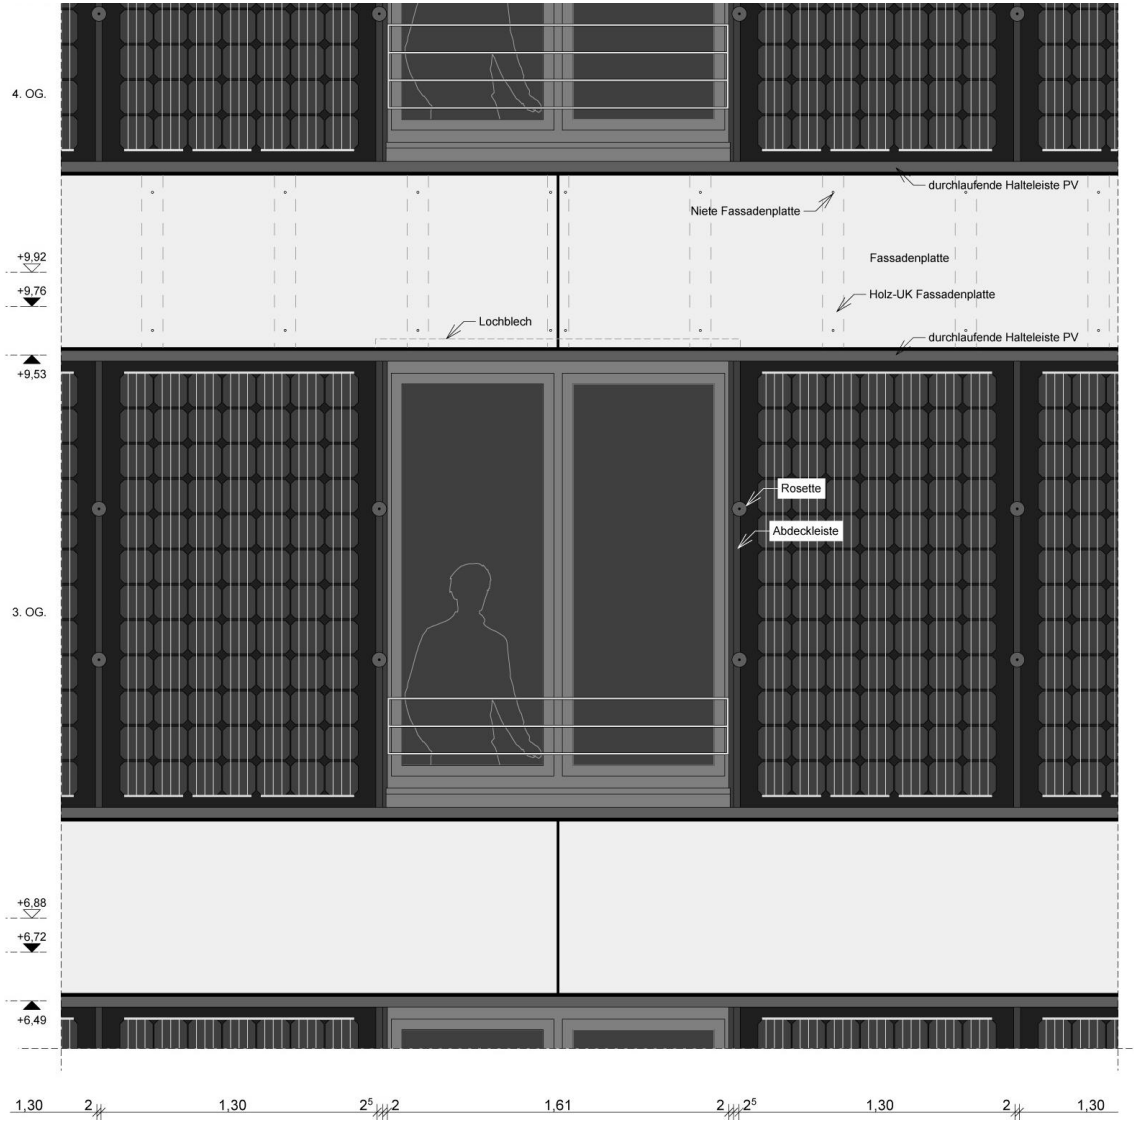 4. OG.
durchlaufende Halteleiste PV
Niete Fassadenplatte
+9,92
Fassadenplatte
+9,76
Holz-UK Fassadenplatte
Lochblech
durchlaufende Halteleiste PV
+9,53
Rosette
Abdeckleiste
3. OG.
+6,88
+6,72
+6,49
1,30 2 1,30 2⁵ 2 1,61 2 2⁵ 1,30 2 1,30